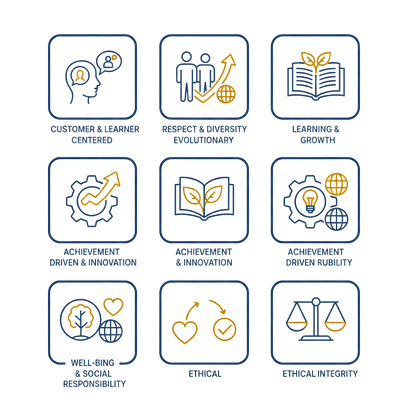 CUSTOMER & LEARNER
CENTERED
RESPECT & DIVERSITY
EVOLUTIONARY
LEARNING &
GROWTH
ACHIEVEMENT
DRIVEN & INNOVATION
ACHIEVEMENT
& INNOVATION
ACHIEVEMENT
DRIVEN RUBILITY
WELL-BING
& SOCIAL
RESPONSIBILITY
ETHICAL
ETHICAL INTEGRITY